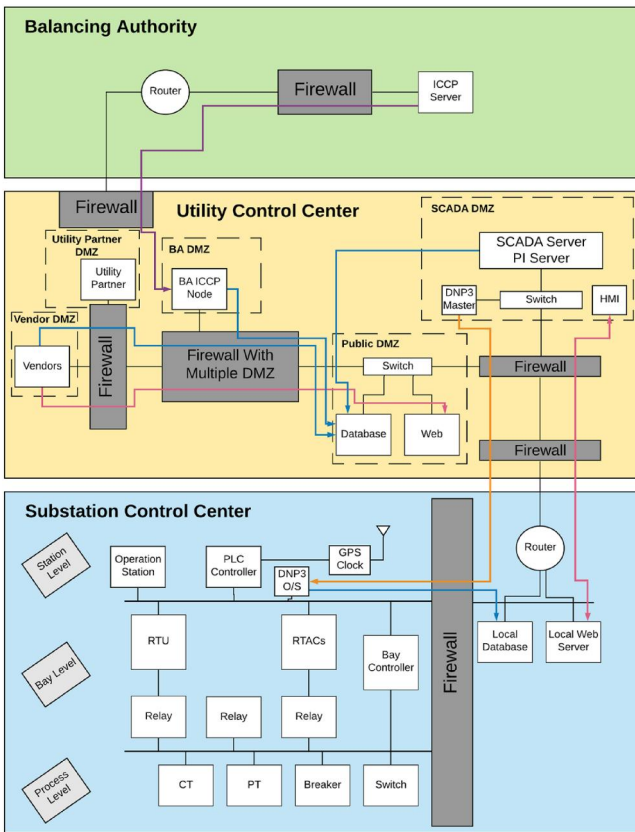 Balancing Authority
Router
Firewall
ICCP
Server
Firewall
Utility Control Center
SCADA DMZ
SCADA Server
PI Server
DNP3
Master
Switch
HMI
Utility Partner
DMZ
Utility
Partner
BA DMZ
BA ICCP
Node
Vendor DMZ
Vendors
Firewall
Firewall With
Multiple DMZ
Public DMZ
Switch
Database
Web
Firewall
Firewall
Substation Control Center
Station
Level
Operation
Station
PLC
Controller
GPS
Clock
DNP3
O/S
Router
Firewall
Local
Database
Local Web
Server
Bay Level
RTU
RTACs
Bay
Controller
Relay
Relay
Relay
Process
Level
CT
PT
Breaker
Switch